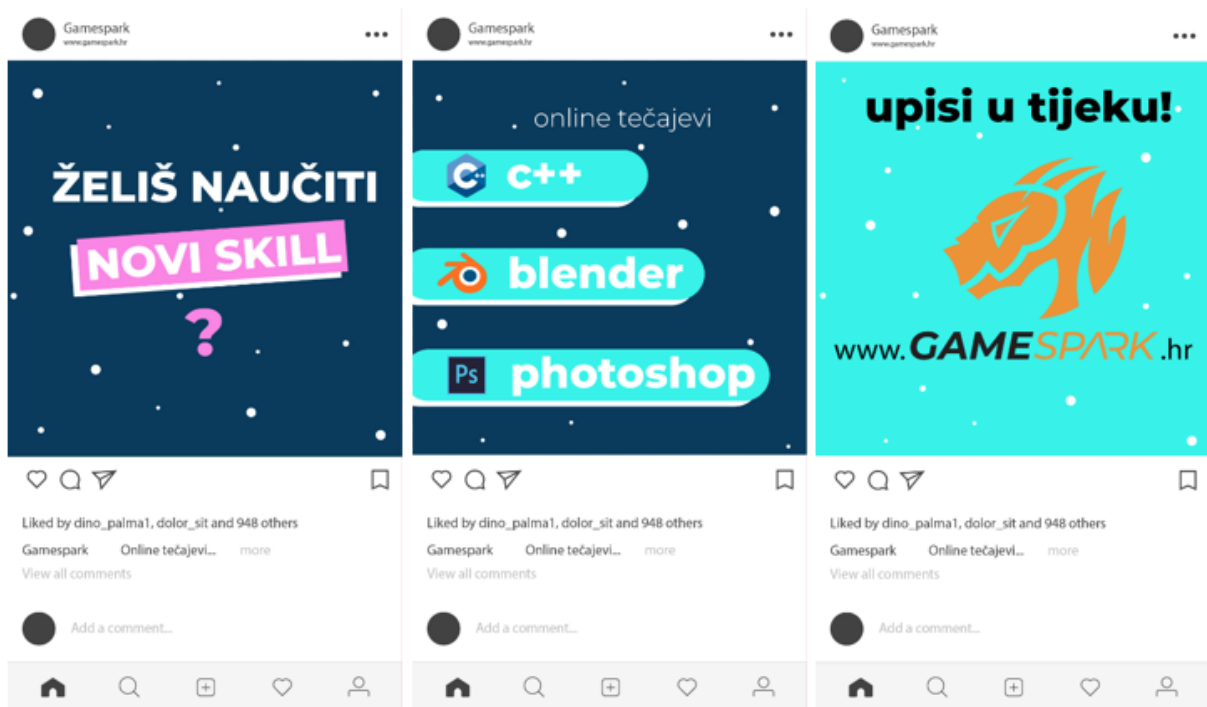 Gamespark
www.gamespark.hr
ŽELIŠ NAUČITI
NOVI SKILL
?
Liked by dino_palma1, dolor_sit and 948 others
Gamespark Online tečajevi... more
View all comments
Add a comment...
Gamespark
www.gamespark.hr
online tečajevi
C++ c++
blender
Ps photoshop
Liked by dino_palma1, dolor_sit and 948 others
Gamespark Online tečajevi... more
View all comments
Add a comment...
Gamespark
www.gamespark.hr
upisi u tijeku!
www.GAMESPARK.hr
Liked by dino_palma1, dolor_sit and 948 others
Gamespark Online tečajevi... more
View all comments
Add a comment...